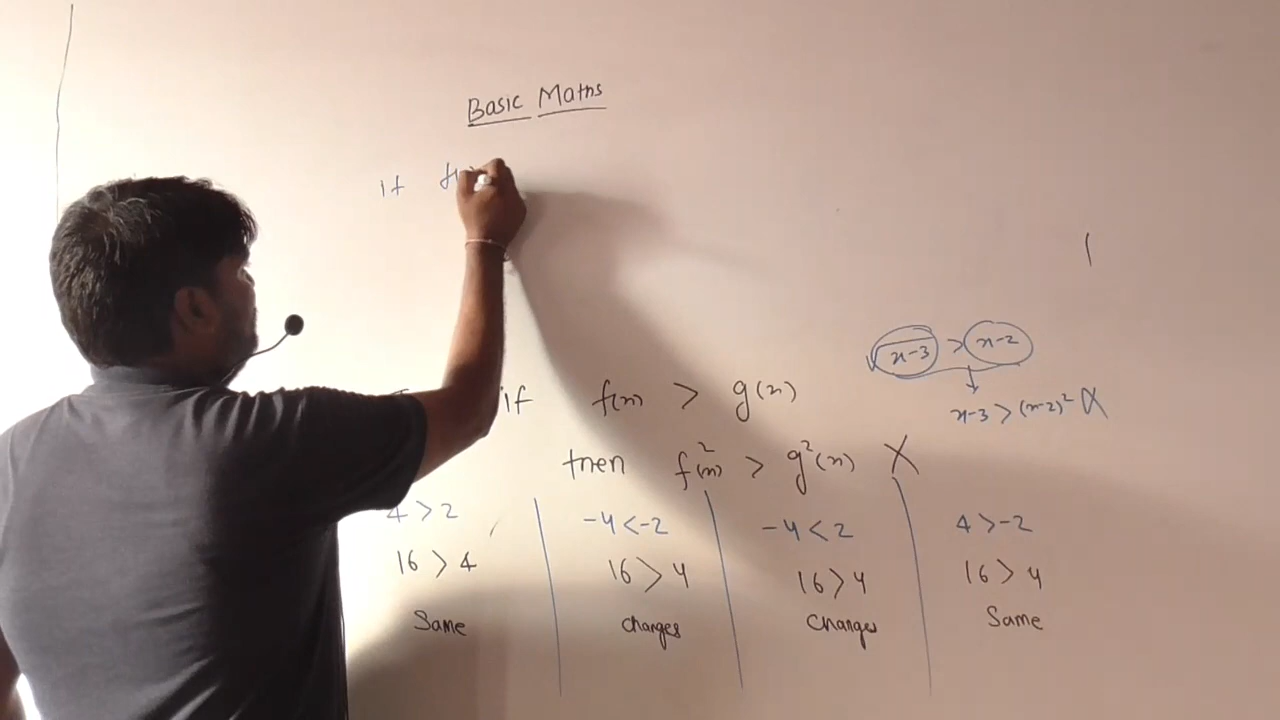 Basic Maths
if
x-3 > x-2
if f(x) > g(x)
x-3 > (x-2)² X
then f²(x) > g²(x) X
4 > 2 -4 < -2 -4 < 2 4 > -2
16 > 4 16 > 4 16 > 4 16 > 4
Same changes changes Same